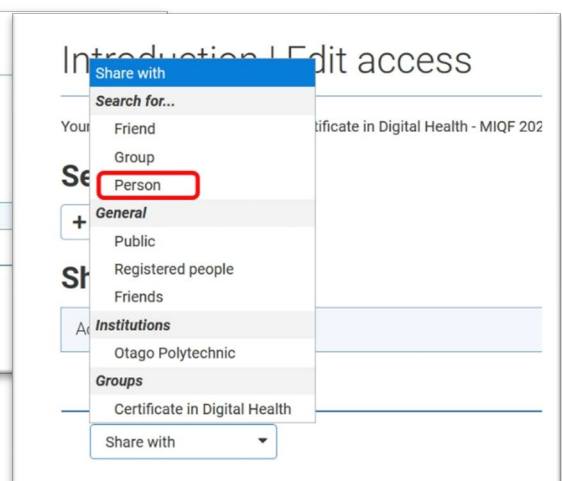 Introduction | Edit access
Share with
Search for...
Your
tificate in Digital Health - MIQF 202
Friend
Group
Se
Person
+
General
Public
Sh
Registered people
Friends
Institutions
Otago Polytechnic
Groups
Certificate in Digital Health
Share with